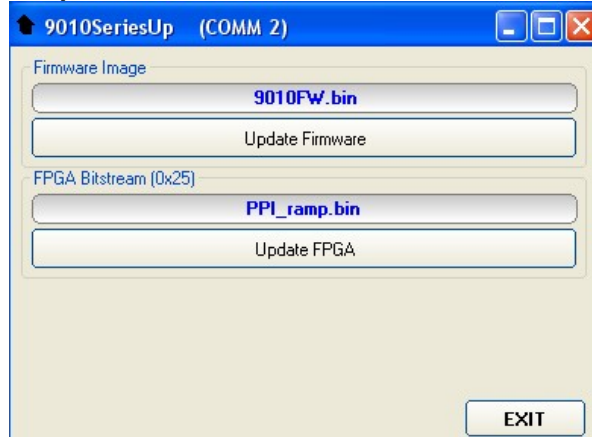 9010SeriesUp (COMM 2)
Firmware Image
9010FW.bin
Update Firmware
FPGA Bitstream (0x25)
PPI_ramp.bin
Update FPGA
EXIT